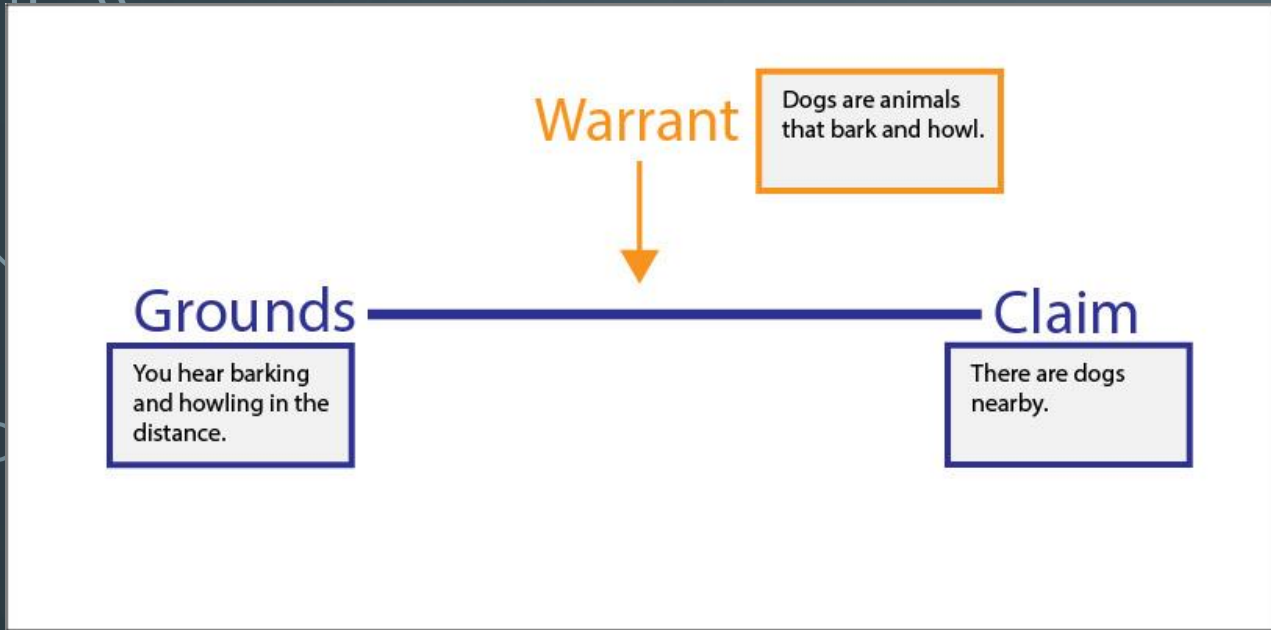 Warrant
Dogs are animals
that bark and howl.
Grounds
Claim
You hear barking
and howling in the
distance.
There are dogs
nearby.